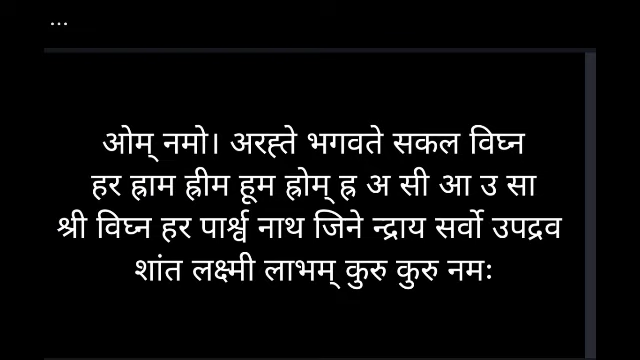 ...
ओम् नमो। अरह्ते भगवते सकल विघ्न
हर ह्राम ह्रीम हूम ह्रोम् ह्र अ सी आ उ सा
श्री विघ्न हर पार्श्व नाथ जिने न्द्राय सर्वो उपद्रव
शांत लक्ष्मी लाभम् कुरु कुरु नमः